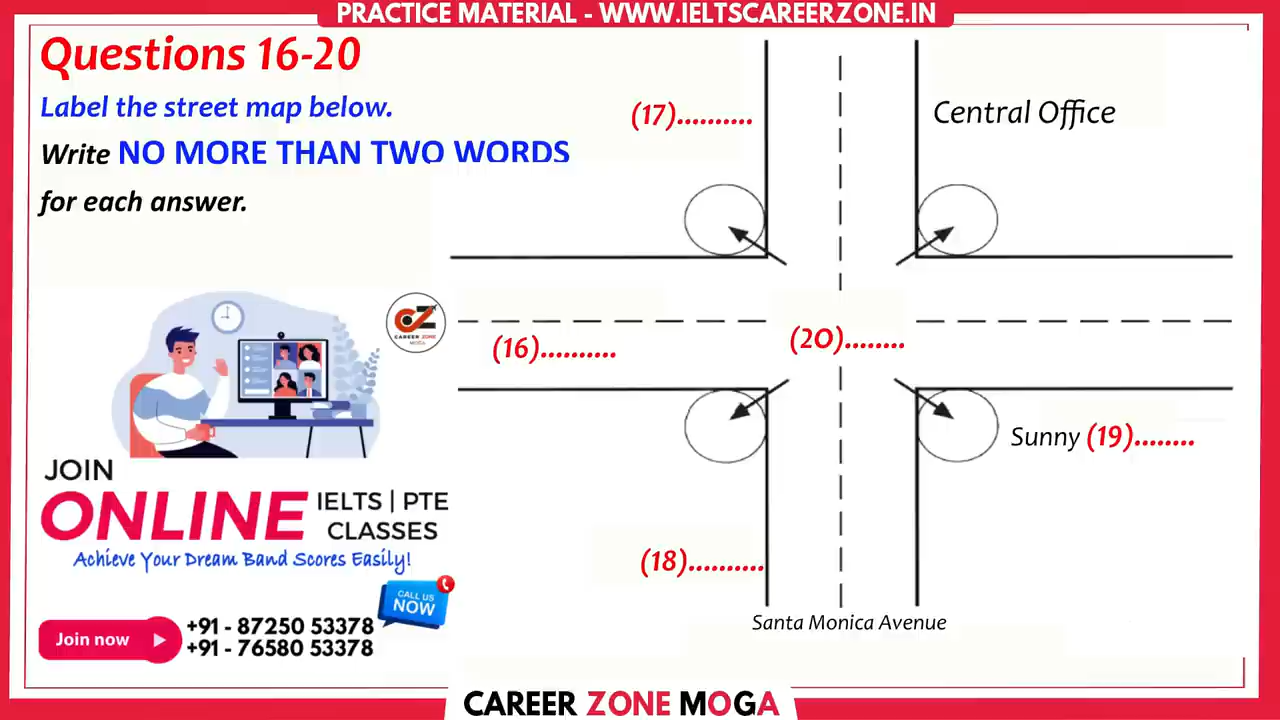 PRACTICE MATERIAL - WWW.IELTSCAREERZONE.IN
Questions 16-20
Label the street map below.
Write NO MORE THAN TWO WORDS
for each answer.
(17)..........
Central Office
(16)..........
(20)........
Sunny (19)........
(18)..........
Santa Monica Avenue
CAREER ZONE
MOGA
JOIN
ONLINE
IELTS | PTE
CLASSES
Achieve Your Dream Band Scores Easily!
CALL US
NOW
Join now
+91 - 87250 53378
+91 - 76580 53378
CAREER ZONE MOGA